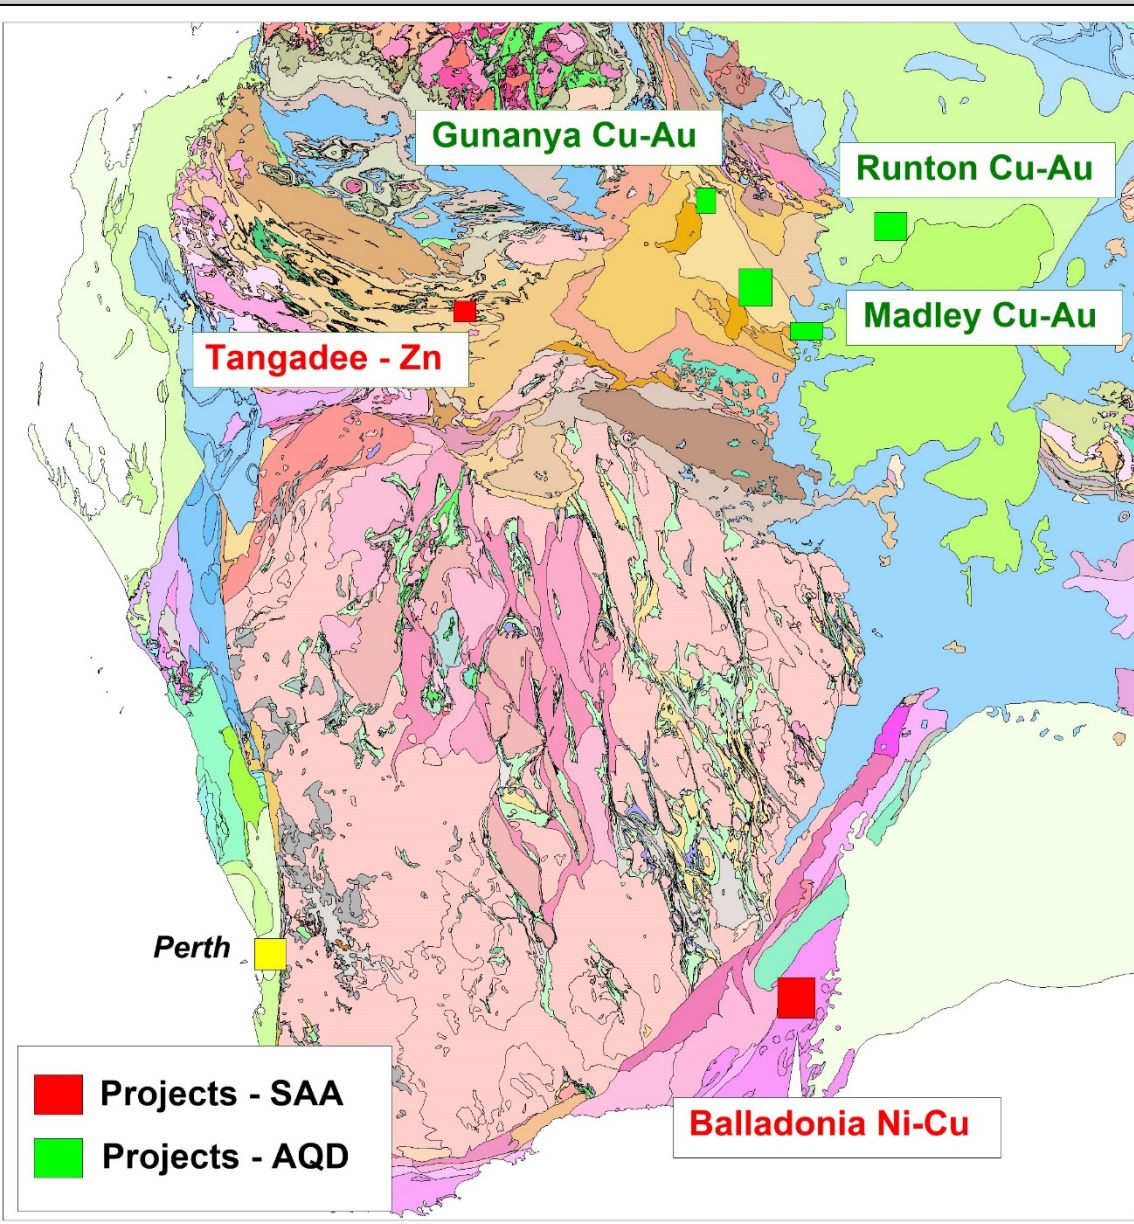 Gunanya Cu-Au
Runton Cu-Au
Madley Cu-Au
Tangadee - Zn
Perth
Projects - SAA
Projects - AQD
Balladonia Ni-Cu